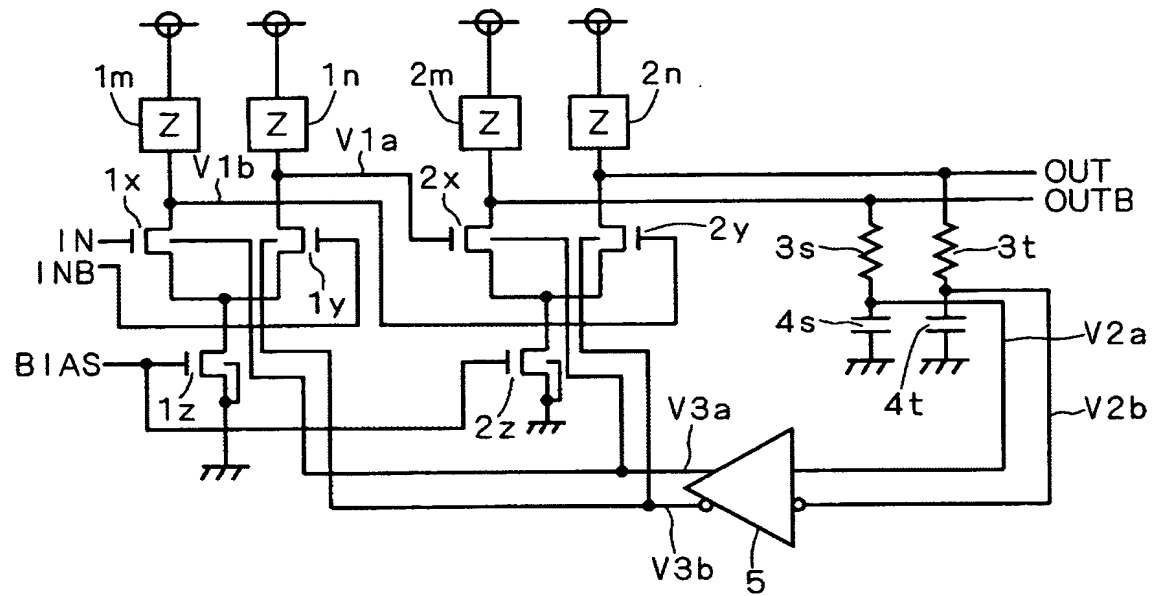 1m
1n
2m
2n
Z
Z
Z
Z
V1a
V1b
1x
2x
OUT
OUTB
IN
INB
2y
3s
3t
1y
4s
V2a
BIAS
4t
1z
2z
V3a
V2b
V3b
5